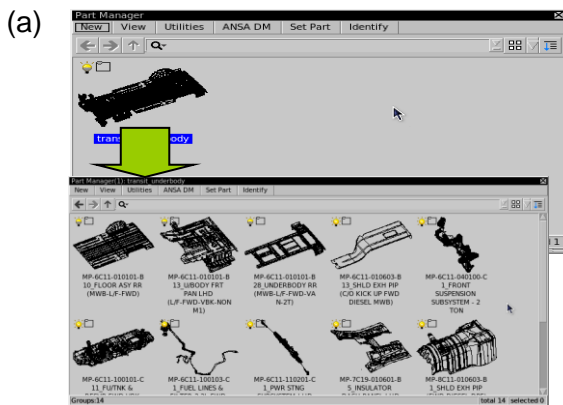 (a)
Part Manager
New View Utilities ANSA DM Set Part Identify
Part Manager(1): transit_underbody
New View Utilities ANSA DM Set Part Identify
MP-6C11-010101-B
10_FLOOR ASY RR
(MWB-L/F-FWD)
MP-6C11-010101-B
13_U/BODY FRT
PAN LHD
(L/F-FWD-VBK-NON
M1)
MP-6C11-010101-B
28_UNDERBODY RR
(MWB-L/F-FWD-VA
N-2T)
MP-6C11-010603-B
13_SHLD EXH PIP
(C/O KICK UP FWD
DIESEL MWB)
MP-6C11-040100-C
1_FRONT
SUSPENSION
SUBSYSTEM - 2
TON
MP-6C11-100101-C
11_FU/TNK &
MP-6C11-100103-C
1_FUEL LINES &
MP-6C11-110201-C
1_PWR STNG
MP-7C19-010601-B
5_INSULATOR
MP-8C11-010603-B
1_SHLD EXH PIP
Groups:14
total 14 selected 0